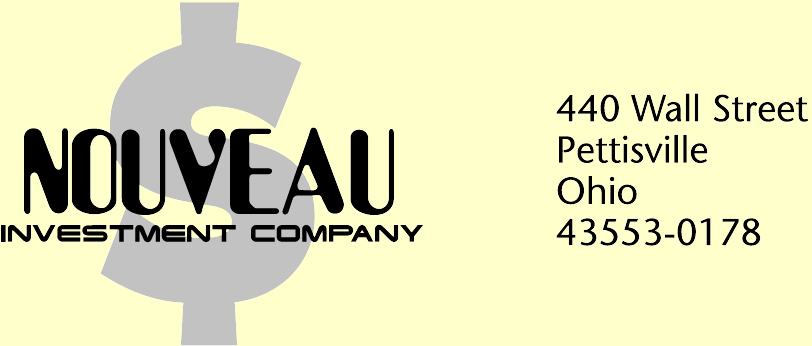 NOUVEAU
INVESTMENT COMPANY
440 Wall Street
Pettisville
Ohio
43553-0178